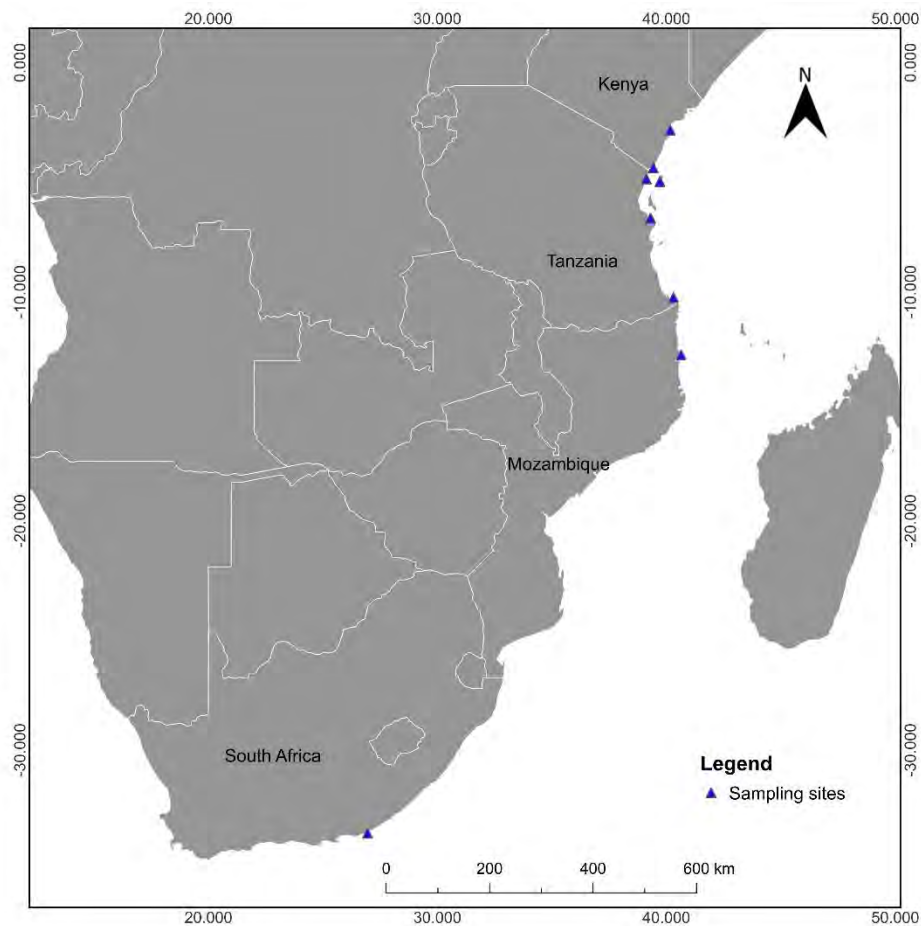 20.000 30.000 40.000 50.000
0.000 0.000
N
Kenya
Tanzania
-10.000 -10.000
Mozambique
-20.000 -20.000
South Africa
-30.000 -30.000
Legend
Sampling sites
0 200 400 600 km
20.000 30.000 40.000 50.000